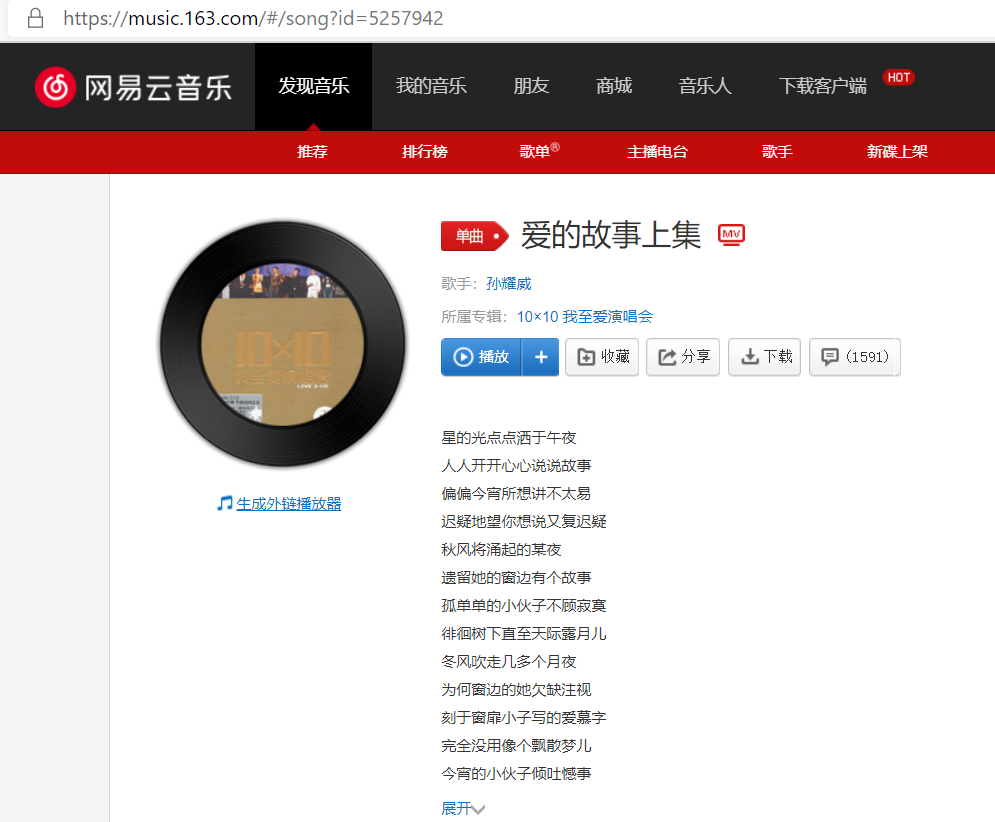 https://music.163.com/#/song?id=5257942
网易云音乐
发现音乐 我的音乐 朋友 商城 音乐人 下载客户端 HOT
推荐 排行榜 歌单® 主播电台 歌手 新碟上架
单曲 爱的故事上集 MV
歌手：孙耀威
所属专辑：10×10 我至爱演唱会
播放 + 收藏 分享 下载 (1591)
10×10
生成外链播放器
星的光点点洒于午夜
人人开开心心说说故事
偏偏今宵所想讲不太易
迟疑地望你想说又复迟疑
秋风将涌起的某夜
遗留她的窗边有个故事
孤单单的小伙子不顾寂寞
徘徊树下直至天际露月儿
冬风吹走几多个月夜
为何窗边的她欠缺注视
刻于窗扉小子写的爱慕字
完全没用像个飘散梦儿
今宵的小伙子倾吐憾事
展开